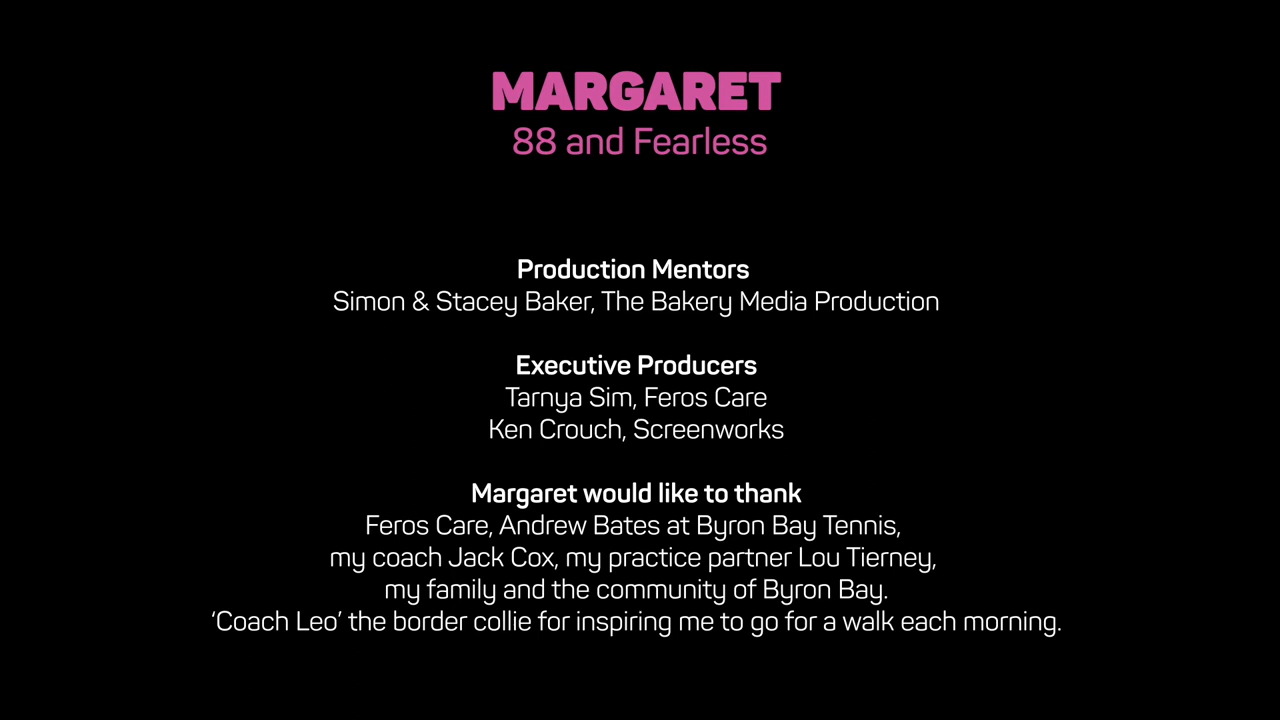 MARGARET
88 and Fearless
Production Mentors
Simon & Stacey Baker, The Bakery Media Production
Executive Producers
Tarnya Sim, Feros Care
Ken Crouch, Screenworks
Margaret would like to thank
Feros Care, Andrew Bates at Byron Bay Tennis,
my coach Jack Cox, my practice partner Lou Tierney,
my family and the community of Byron Bay.
‘Coach Leo’ the border collie for inspiring me to go for a walk each morning.